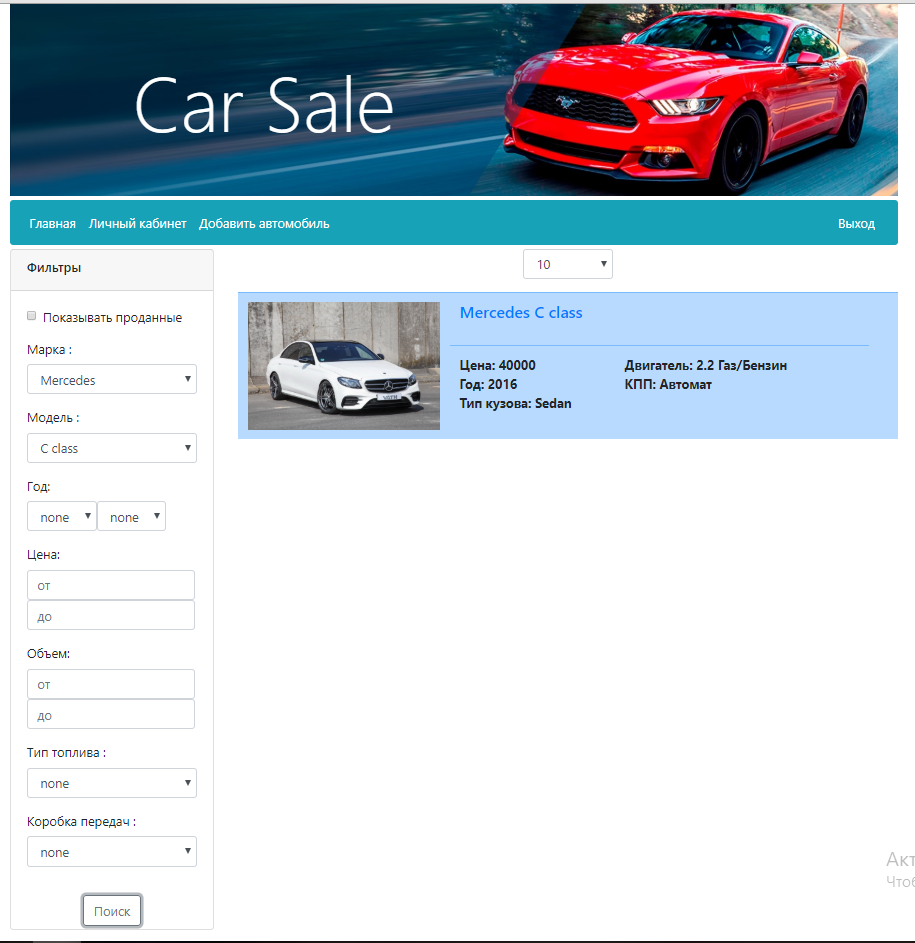 Car Sale
Главная Личный кабинет Добавить автомобиль Выход
Фильтры
10
Показывать проданные
Марка :
Mercedes
Модель :
C class
Год:
none none
Цена:
от
до
Объем:
от
до
Тип топлива :
none
Коробка передач :
none
Поиск
Mercedes C class
Цена: 40000 Двигатель: 2.2 Газ/Бензин
Год: 2016 КПП: Автомат
Тип кузова: Sedan
Акт
Чтоб